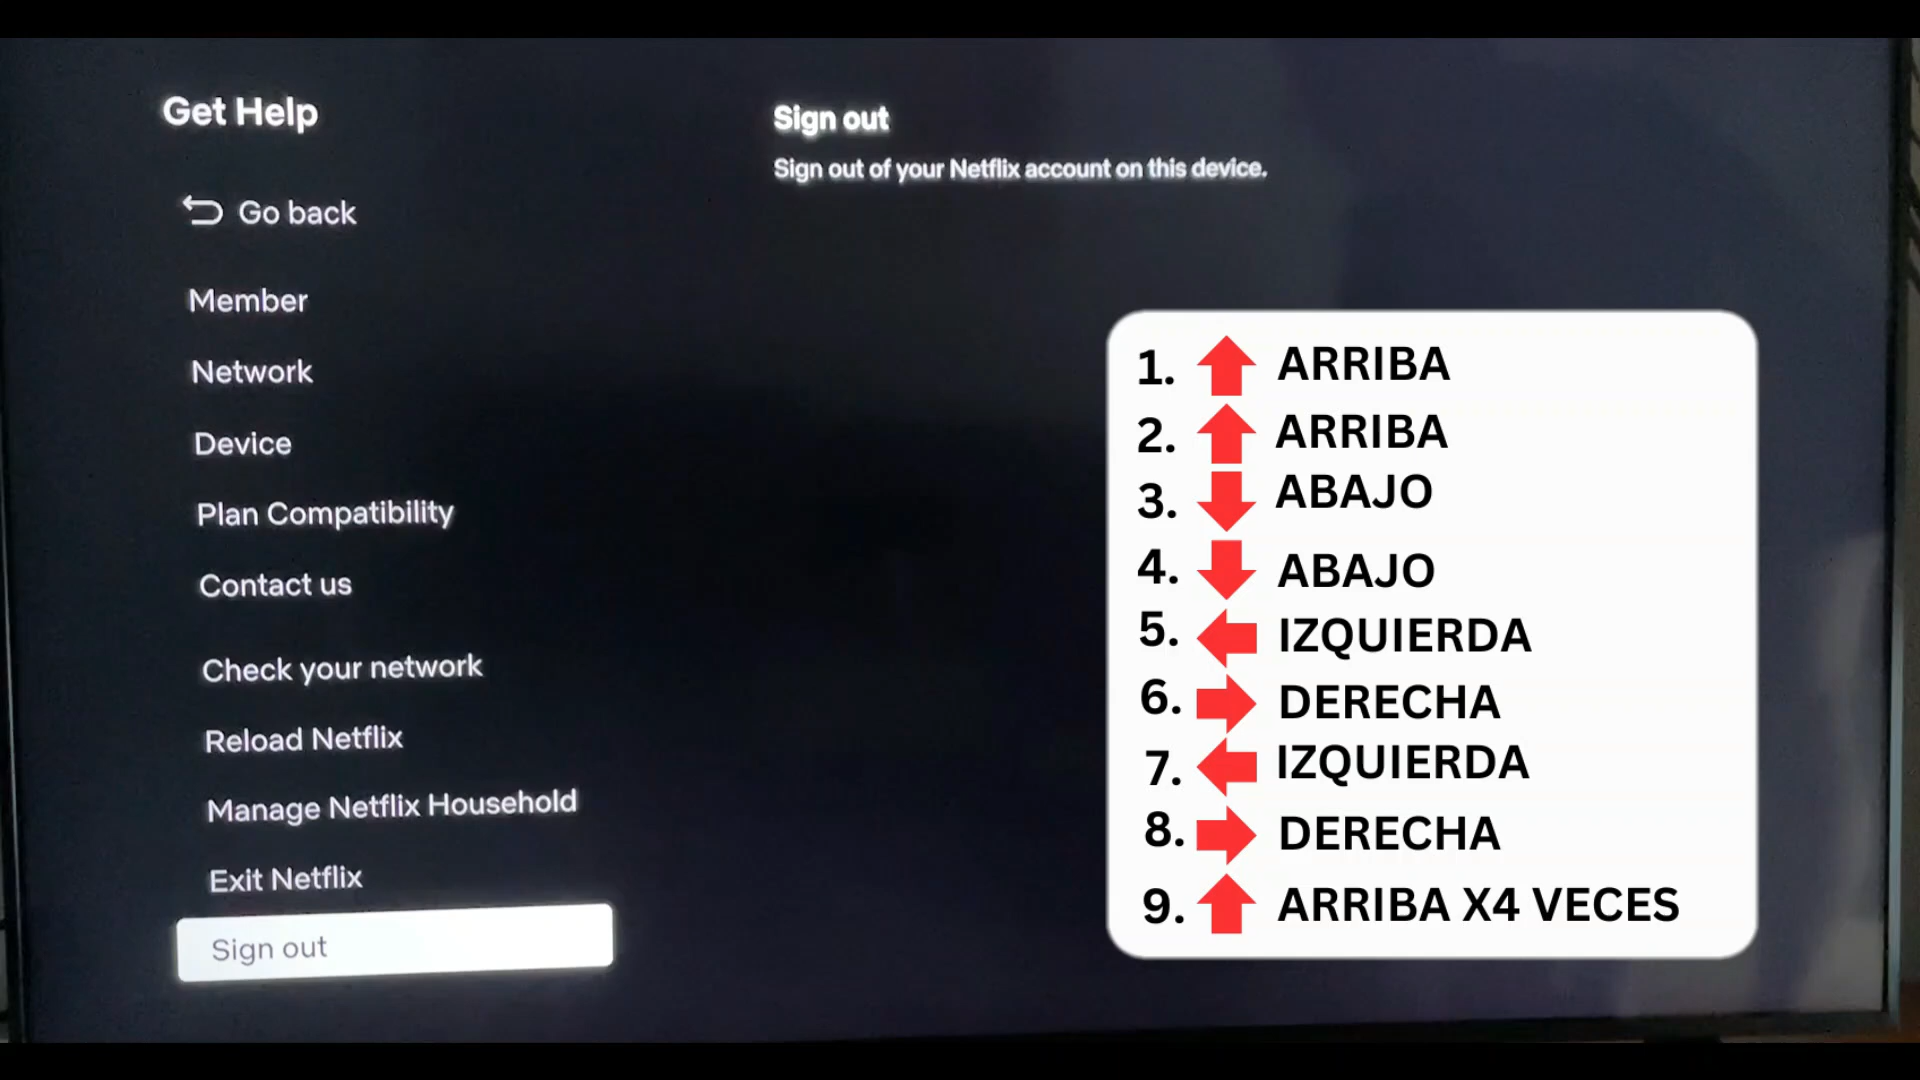 Get Help
Go back
Member
Network
Device
Plan Compatibility
Contact us
Check your network
Reload Netflix
Manage Netflix Household
Exit Netflix
Sign out
Sign out
Sign out of your Netflix account on this device.
1. ARRIBA
2. ARRIBA
3. ABAJO
4. ABAJO
5. IZQUIERDA
6. DERECHA
7. IZQUIERDA
8. DERECHA
9. ARRIBA X4 VECES